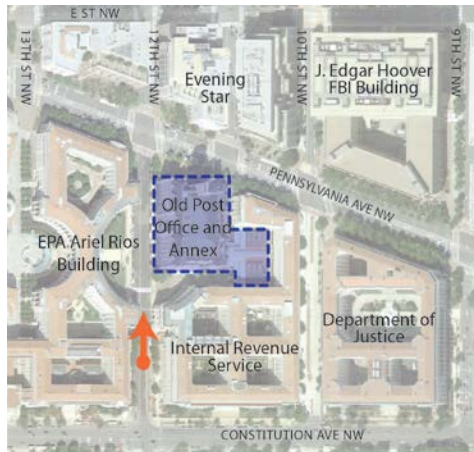 E ST NW
13TH ST NW
12TH ST NW
10TH ST NW
9TH ST NW
Evening
Star
J. Edgar Hoover
FBI Building
PENNSYLVANIA AVE NW
Old Post
Office and
Annex
EPA Ariel Rios
Building
Internal Revenue
Service
Department of
Justice
CONSTITUTION AVE NW